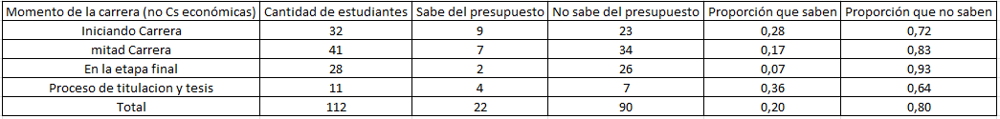 Momento de la carrera (no Cs económicas) Cantidad de estudiantes Sabe del presupuesto No sabe del presupuesto Proporción que saben Proporción que no saben
Iniciando Carrera 32 9 23 0,28 0,72
mitad Carrera 41 7 34 0,17 0,83
En la etapa final 28 2 26 0,07 0,93
Proceso de titulacion y tesis 11 4 7 0,36 0,64
Total 112 22 90 0,20 0,80